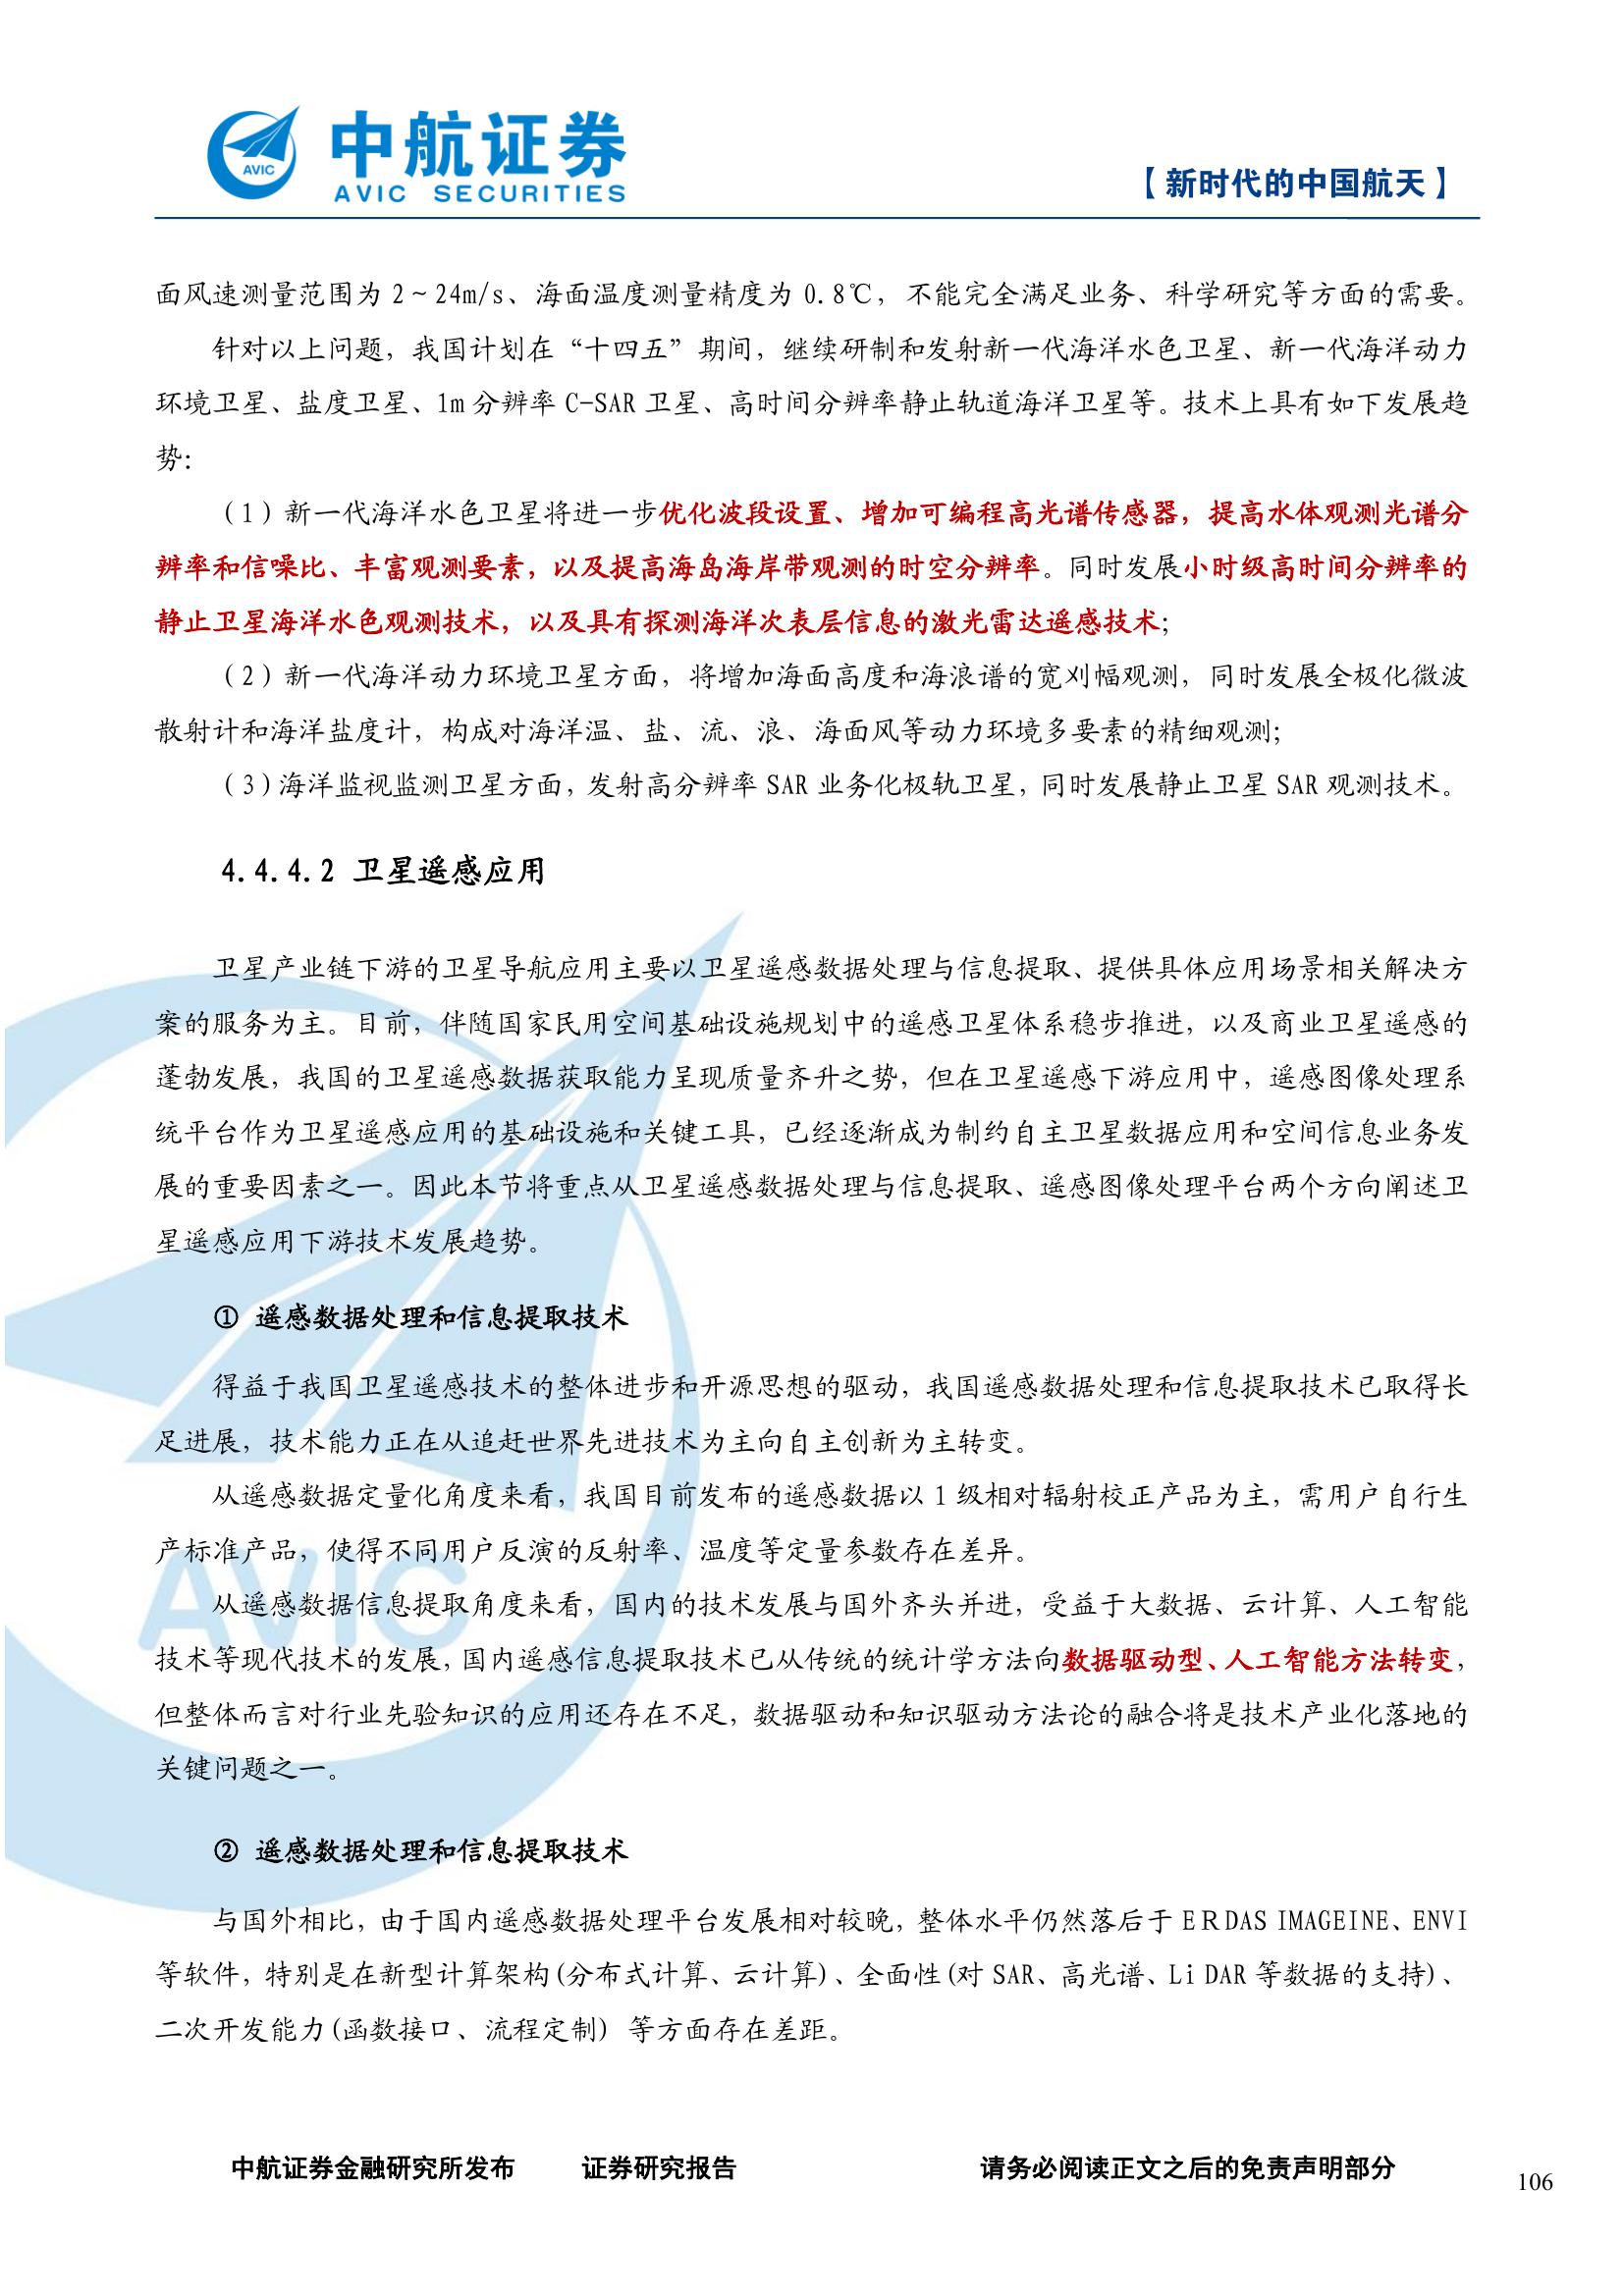 中航证券
AVIC SECURITIES
AVIC
【新时代的中国航天】
面风速测量范围为 2～24m/s、海面温度测量精度为 0.8℃，不能完全满足业务、科学研究等方面的需要。
针对以上问题，我国计划在“十四五”期间，继续研制和发射新一代海洋水色卫星、新一代海洋动力
环境卫星、盐度卫星、1m 分辨率 C-SAR 卫星、高时间分辨率静止轨道海洋卫星等。技术上具有如下发展趋
势：
（1）新一代海洋水色卫星将进一步优化波段设置、增加可编程高光谱传感器，提高水体观测光谱分
辨率和信噪比、丰富观测要素，以及提高海岛海岸带观测的时空分辨率。同时发展小时级高时间分辨率的
静止卫星海洋水色观测技术，以及具有探测海洋次表层信息的激光雷达遥感技术；
（2）新一代海洋动力环境卫星方面，将增加海面高度和海浪谱的宽刈幅观测，同时发展全极化微波
散射计和海洋盐度计，构成对海洋温、盐、流、浪、海面风等动力环境多要素的精细观测；
（3）海洋监视监测卫星方面，发射高分辨率 SAR 业务化极轨卫星，同时发展静止卫星 SAR 观测技术。
4.4.4.2 卫星遥感应用
卫星产业链下游的卫星导航应用主要以卫星遥感数据处理与信息提取、提供具体应用场景相关解决方
案的服务为主。目前，伴随国家民用空间基础设施规划中的遥感卫星体系稳步推进，以及商业卫星遥感的
蓬勃发展，我国的卫星遥感数据获取能力呈现质量齐升之势，但在卫星遥感下游应用中，遥感图像处理系
统平台作为卫星遥感应用的基础设施和关键工具，已经逐渐成为制约自主卫星数据应用和空间信息业务发
展的重要因素之一。因此本节将重点从卫星遥感数据处理与信息提取、遥感图像处理平台两个方向阐述卫
星遥感应用下游技术发展趋势。
① 遥感数据处理和信息提取技术
得益于我国卫星遥感技术的整体进步和开源思想的驱动，我国遥感数据处理和信息提取技术已取得长
足进展，技术能力正在从追赶世界先进技术为主向自主创新为主转变。
从遥感数据定量化角度来看，我国目前发布的遥感数据以 1 级相对辐射校正产品为主，需用户自行生
产标准产品，使得不同用户反演的反射率、温度等定量参数存在差异。
从遥感数据信息提取角度来看，国内的技术发展与国外齐头并进，受益于大数据、云计算、人工智能
技术等现代技术的发展，国内遥感信息提取技术已从传统的统计学方法向数据驱动型、人工智能方法转变，
但整体而言对行业先验知识的应用还存在不足，数据驱动和知识驱动方法论的融合将是技术产业化落地的
关键问题之一。
② 遥感数据处理和信息提取技术
与国外相比，由于国内遥感数据处理平台发展相对较晚，整体水平仍然落后于 ERDAS IMAGEINE、ENVI
等软件，特别是在新型计算架构(分布式计算、云计算)、全面性(对 SAR、高光谱、Li DAR 等数据的支持)、
二次开发能力(函数接口、流程定制) 等方面存在差距。
AVIC
中航证券金融研究所发布 证券研究报告 请务必阅读正文之后的免责声明部分
106